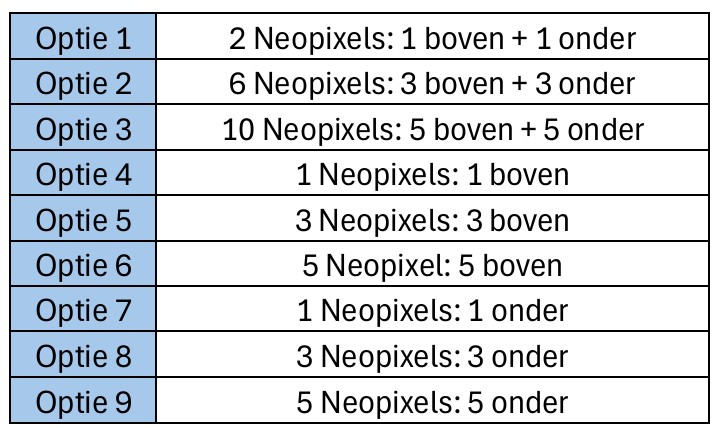 Optie 1 2 Neopixels: 1 boven + 1 onder
Optie 2 6 Neopixels: 3 boven + 3 onder
Optie 3 10 Neopixels: 5 boven + 5 onder
Optie 4 1 Neopixels: 1 boven
Optie 5 3 Neopixels: 3 boven
Optie 6 5 Neopixel: 5 boven
Optie 7 1 Neopixels: 1 onder
Optie 8 3 Neopixels: 3 onder
Optie 9 5 Neopixels: 5 onder